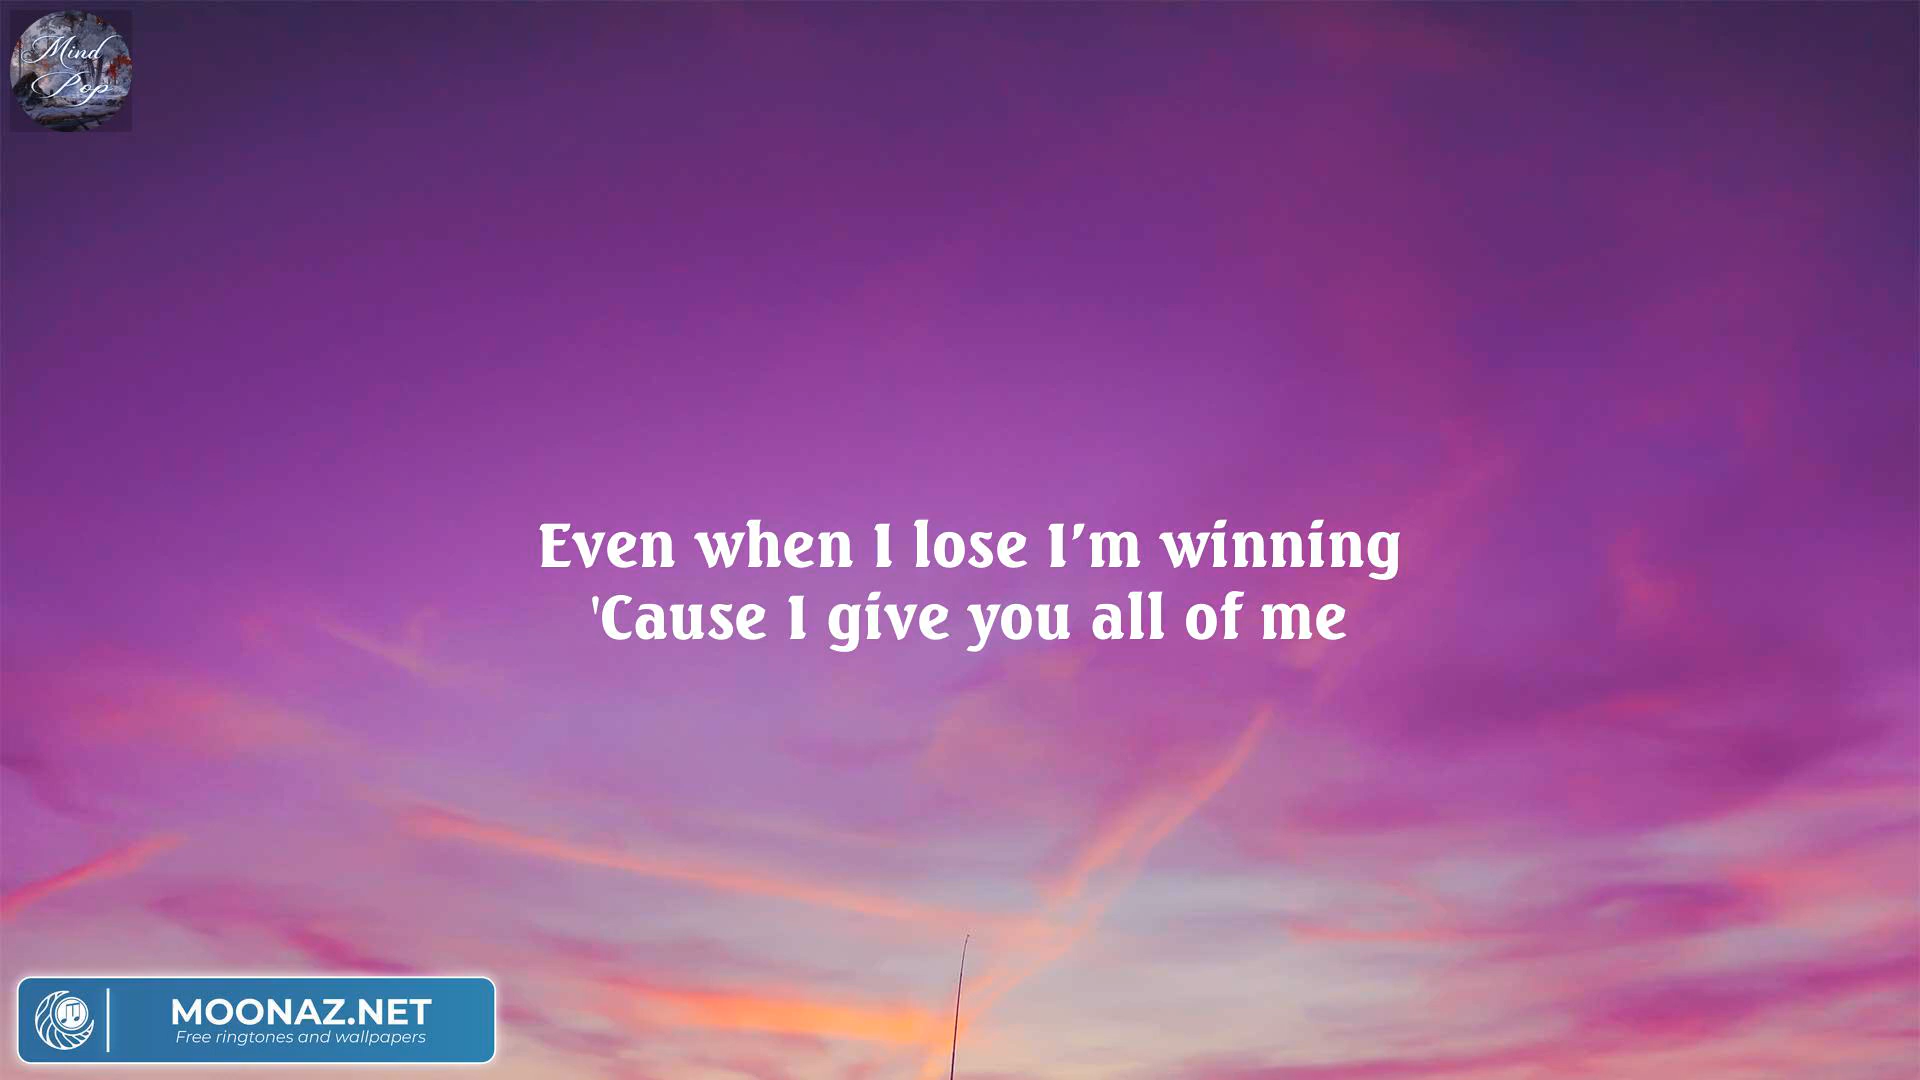 Mind
Pop
Even when I lose I'm winning
'Cause I give you all of me
MOONAZ.NET
Free ringtones and wallpapers